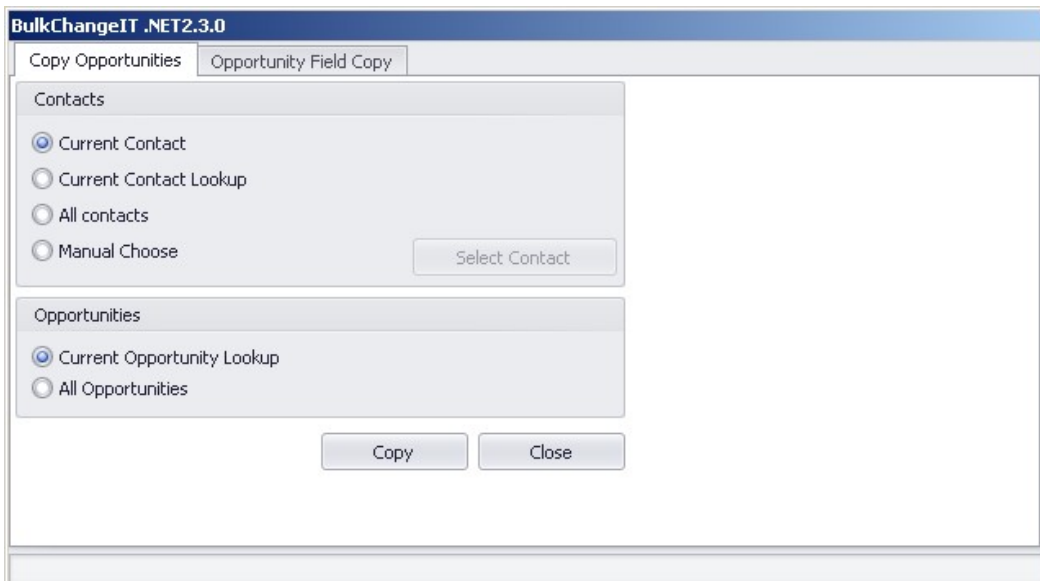 BulkChangeIT .NET2.3.0
Copy Opportunities
Opportunity Field Copy
Contacts
Current Contact
Current Contact Lookup
All contacts
Manual Choose
Select Contact
Opportunities
Current Opportunity Lookup
All Opportunities
Copy
Close